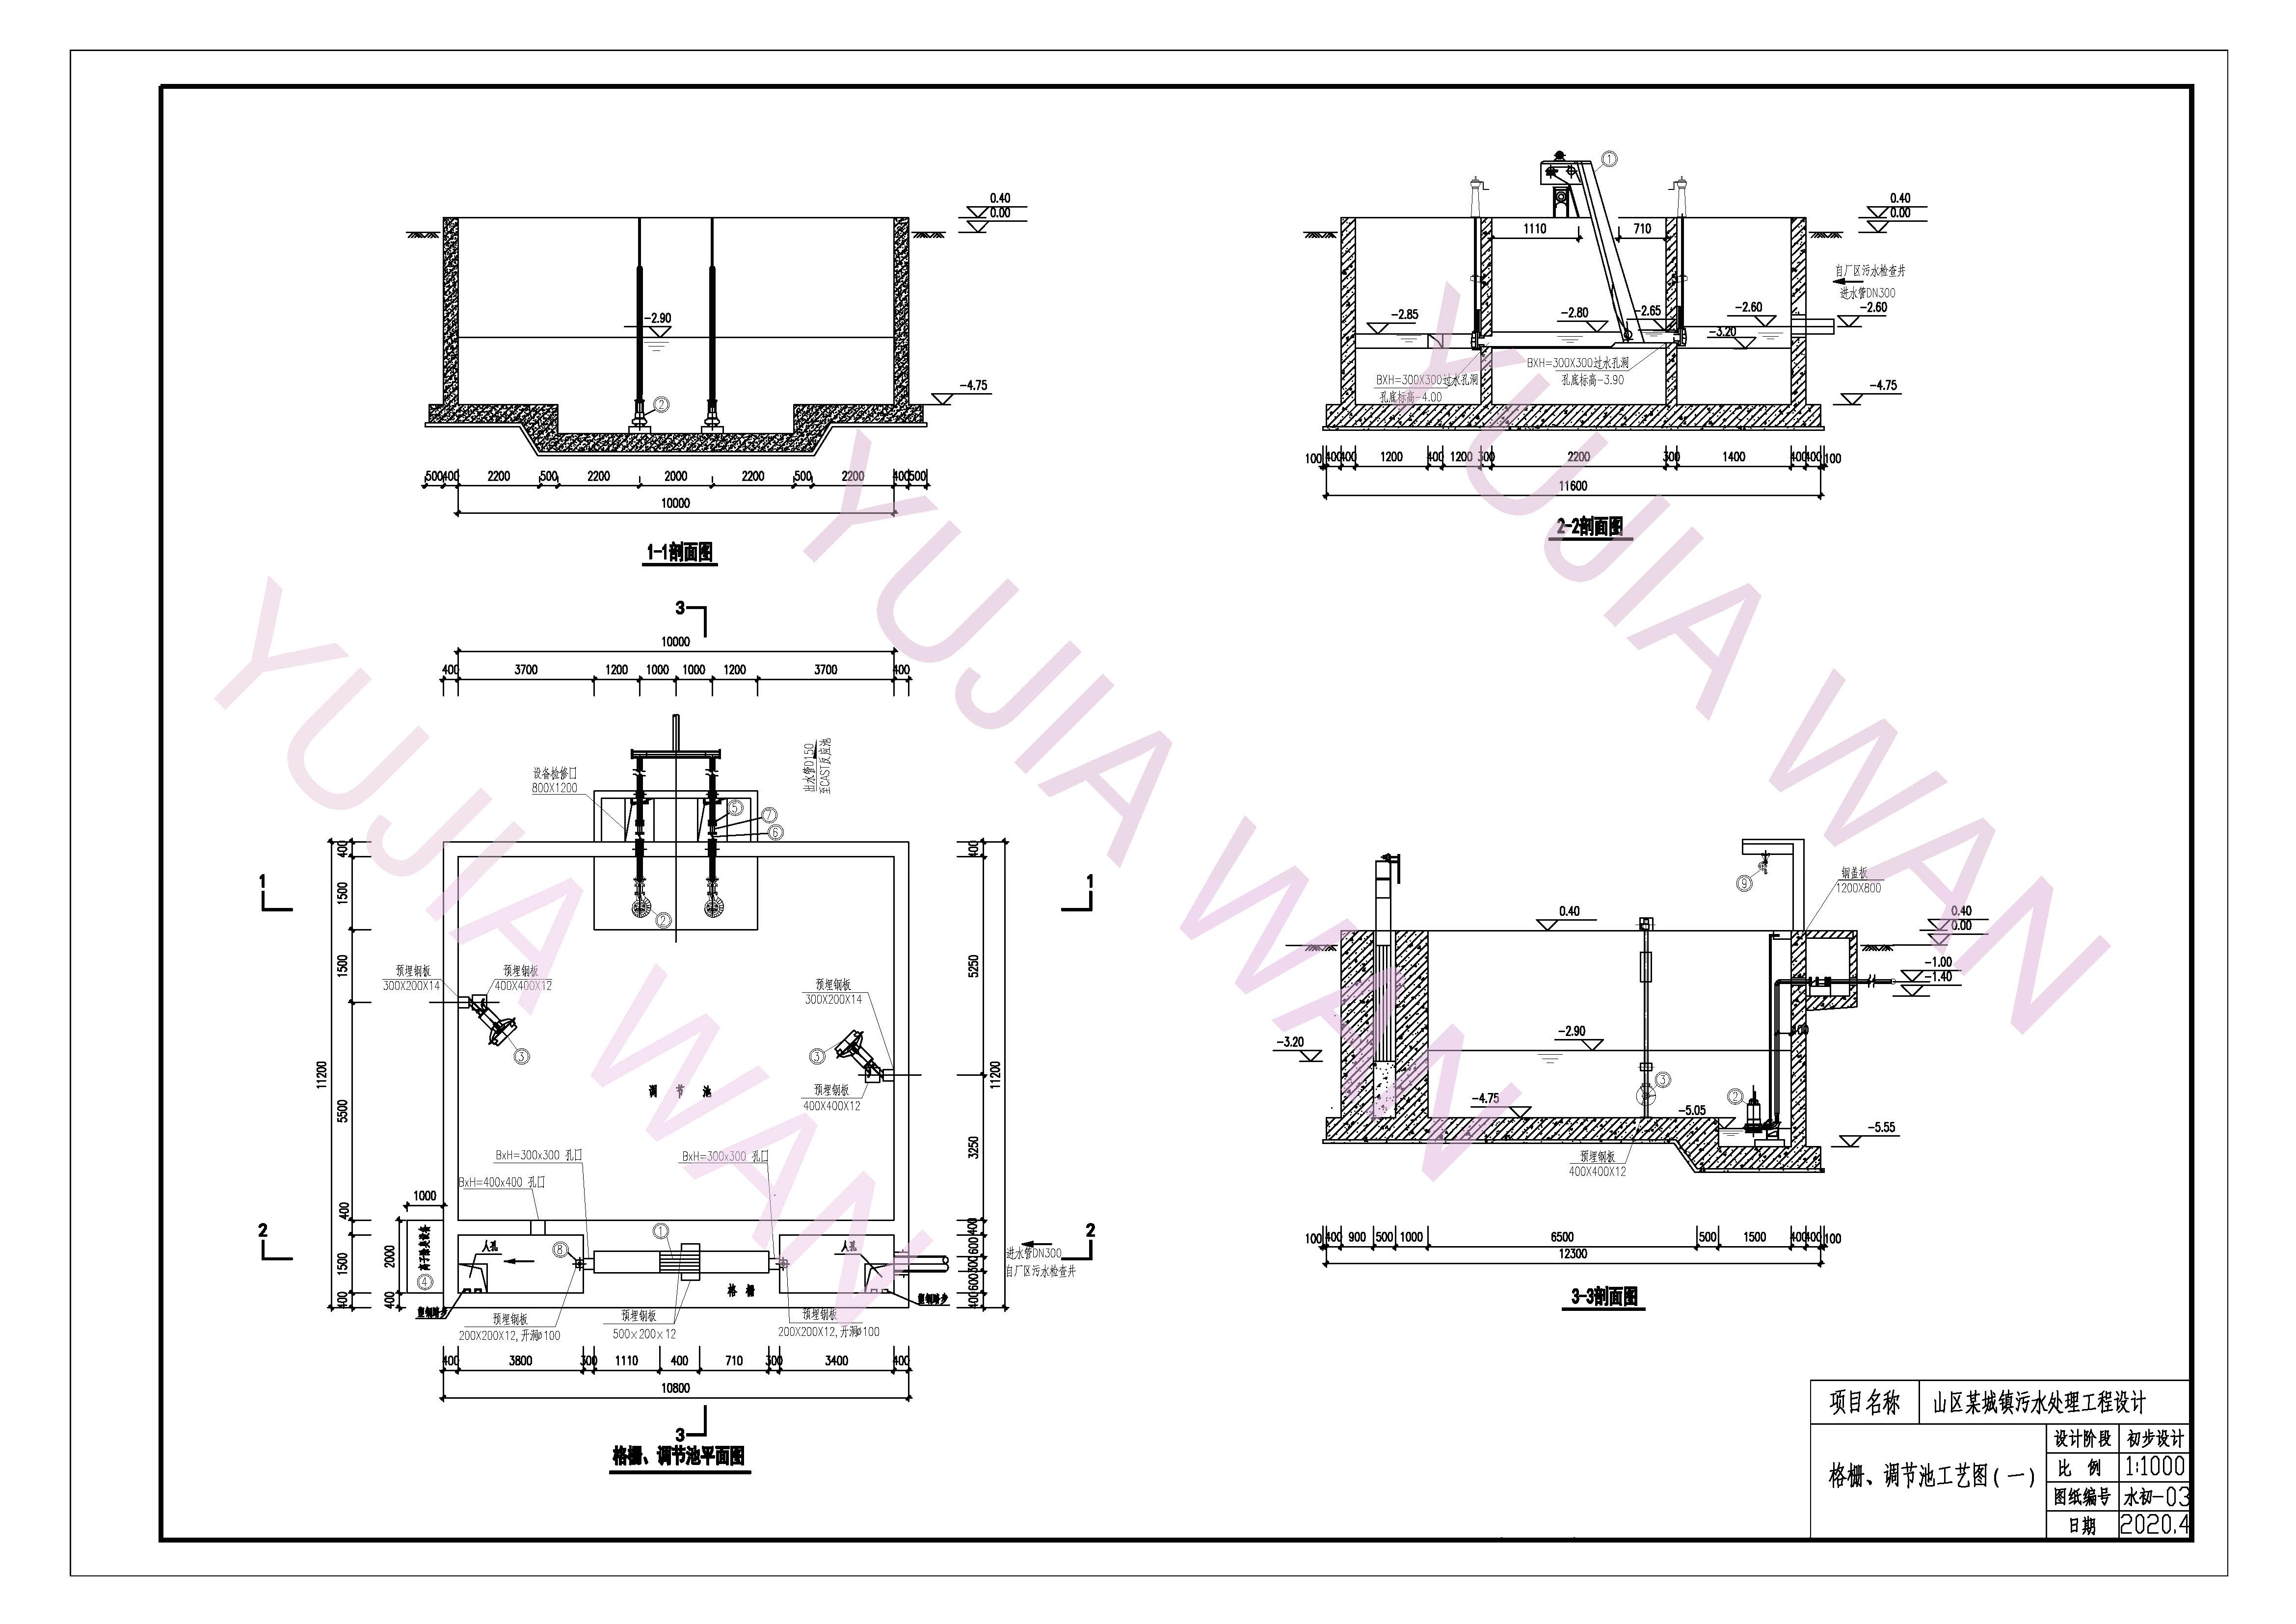 0.40
0.00
-2.90
-4.75
②
500 400 2200 500 2200 2000 2200 500 2200 400 500
10000
1-1剖面图
①
0.40
0.00
1110
710
自厂区污水检查井
进水管DN300
-2.85
-2.80
-2.65
-2.60
-2.60
-3.20
BXH=300X300过水孔洞
孔底标高-3.90
BXH=300X300过水孔洞
孔底标高-4.00
-4.75
100 400 400 1200 400 1200 300 2200 300 1400 400 400 100
11600
2-2剖面图
3
10000
400 3700 1200 1000 1000 1200 3700 400
设备检修口
800X1200
出水管D150
至CAST反应池
⑤
⑦
⑥
②
1
1
400
1500
1500
5500
400
1500
400
11200
400
5250
3250
400
600
300
600
400
11200
预埋钢板
300X200X14
预埋钢板
400X400X12
③
预埋钢板
300X200X14
③
预埋钢板
400X400X12
调 节 池
BxH=300x300 孔口
BxH=300x300 孔口
BxH=400x400 孔口
1000
2
2
2000
离子除臭设备
④
人孔
⑧
①
人孔
格 栅
进水管DN300
自厂区污水检查井
塑钢踏步
塑钢踏步
预埋钢板
200X200X12,开洞ø100
预埋钢板
500x200x12
预埋钢板
200X200X12,开洞ø100
400 3800 300 1110 400 710 300 3400 400
10800
3
格栅、调节池平面图
⑨
钢盖板
1200X800
0.40
0.40
0.00
-1.00
-1.40
400
-3.20
-2.90
③
②
-4.75
-5.05
-5.55
预埋钢板
400X400X12
100 400 900 500 1000 6500 500 1500 400 400 100
12300
3-3剖面图
项目名称 山区某城镇污水处理工程设计
格栅、调节池工艺图(一)
设计阶段 初步设计
比 例 1:1000
图纸编号 水初-03
日期 2020.4
YUJIA WAN
YUJIA WAN
YUJIA WAN